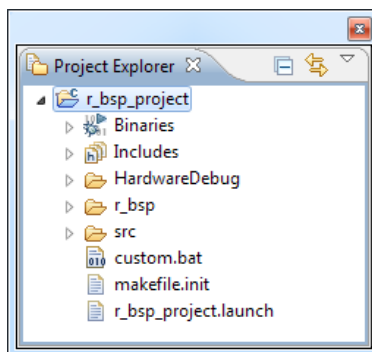 Project Explorer
r_bsp_project
Binaries
Includes
HardwareDebug
r_bsp
src
custom.bat
makefile.init
r_bsp_project.launch